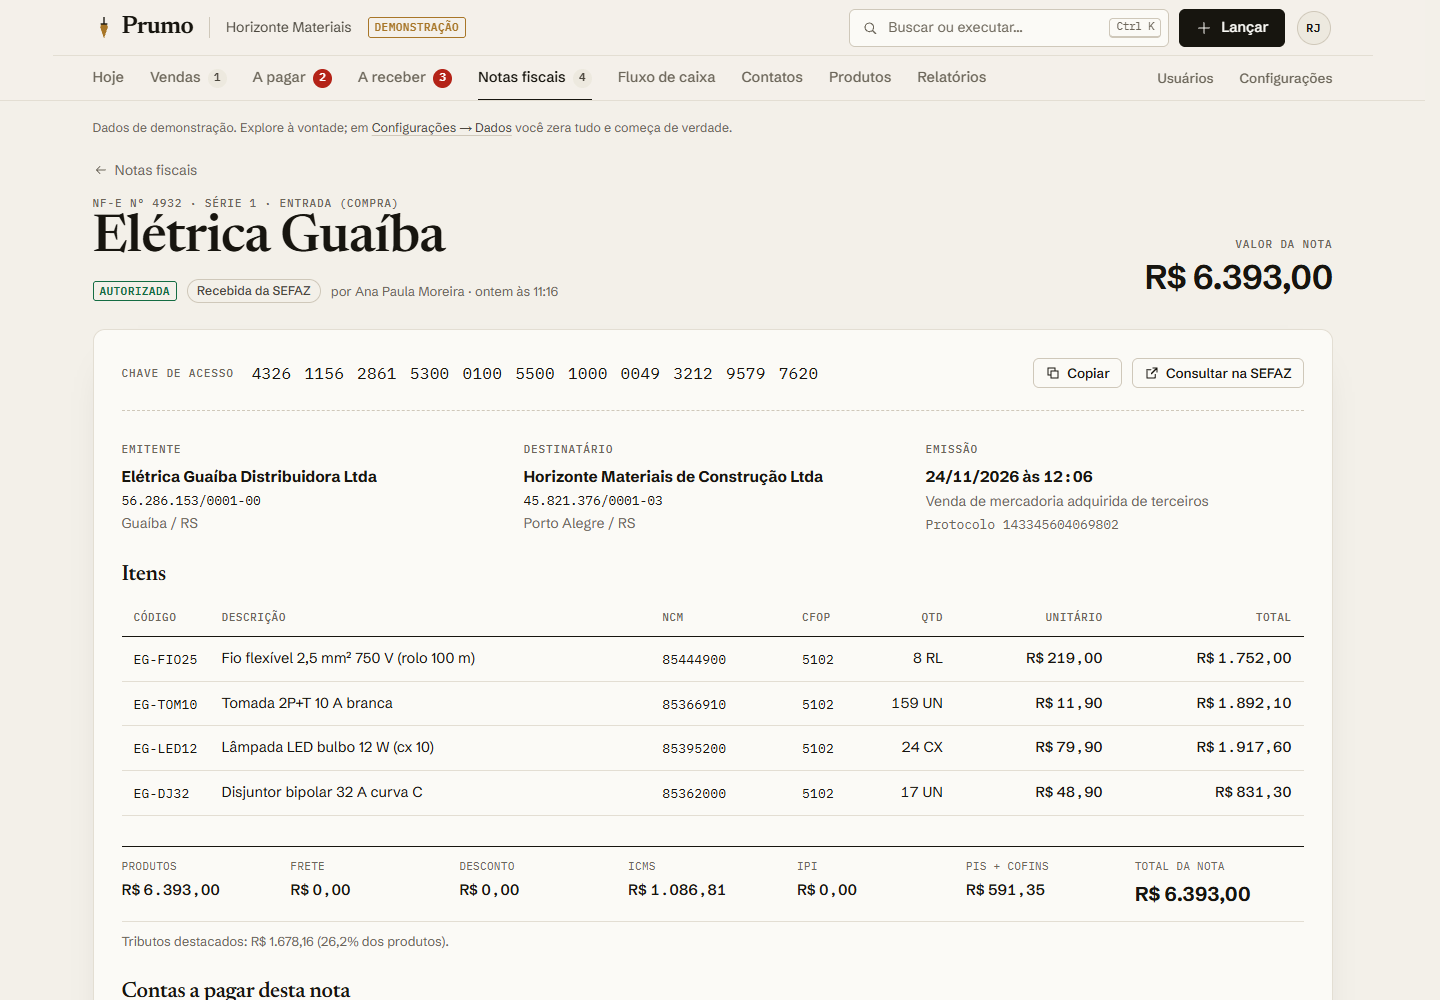 Prumo Horizonte Materiais DEMONSTRAÇÃO Buscar ou executar... Ctrl K + Lançar RJ
Hoje Vendas 1 A pagar 2 A receber 3 Notas fiscais 4 Fluxo de caixa Contatos Produtos Relatórios Usuários Configurações
Dados de demonstração. Explore à vontade; em Configurações → Dados você zera tudo e começa de verdade.
← Notas fiscais
NF-E Nº 4932 · SÉRIE 1 · ENTRADA (COMPRA)
Elétrica Guaíba
VALOR DA NOTA
R$ 6.393,00
AUTORIZADA Recebida da SEFAZ por Ana Paula Moreira · ontem às 11:16
CHAVE DE ACESSO 4326 1156 2861 5300 0100 5500 1000 0049 3212 9579 7620 Copiar Consultar na SEFAZ
EMITENTE DESTINATÁRIO EMISSÃO
Elétrica Guaíba Distribuidora Ltda Horizonte Materiais de Construção Ltda 24/11/2026 às 12:06
56.286.153/0001-00 45.821.376/0001-03 Venda de mercadoria adquirida de terceiros
Guaíba / RS Porto Alegre / RS Protocolo 143345604069802
Itens
CÓDIGO DESCRIÇÃO NCM CFOP QTD UNITÁRIO TOTAL
EG-FIO25 Fio flexível 2,5 mm² 750 V (rolo 100 m) 85444900 5102 8 RL R$ 219,00 R$ 1.752,00
EG-TOM10 Tomada 2P+T 10 A branca 85366910 5102 159 UN R$ 11,90 R$ 1.892,10
EG-LED12 Lâmpada LED bulbo 12 W (cx 10) 85395200 5102 24 CX R$ 79,90 R$ 1.917,60
EG-DJ32 Disjuntor bipolar 32 A curva C 85362000 5102 17 UN R$ 48,90 R$ 831,30
PRODUTOS FRETE DESCONTO ICMS IPI PIS + COFINS TOTAL DA NOTA
R$ 6.393,00 R$ 0,00 R$ 0,00 R$ 1.086,81 R$ 0,00 R$ 591,35 R$ 6.393,00
Tributos destacados: R$ 1.678,16 (26,2% dos produtos).
Contas a pagar desta nota